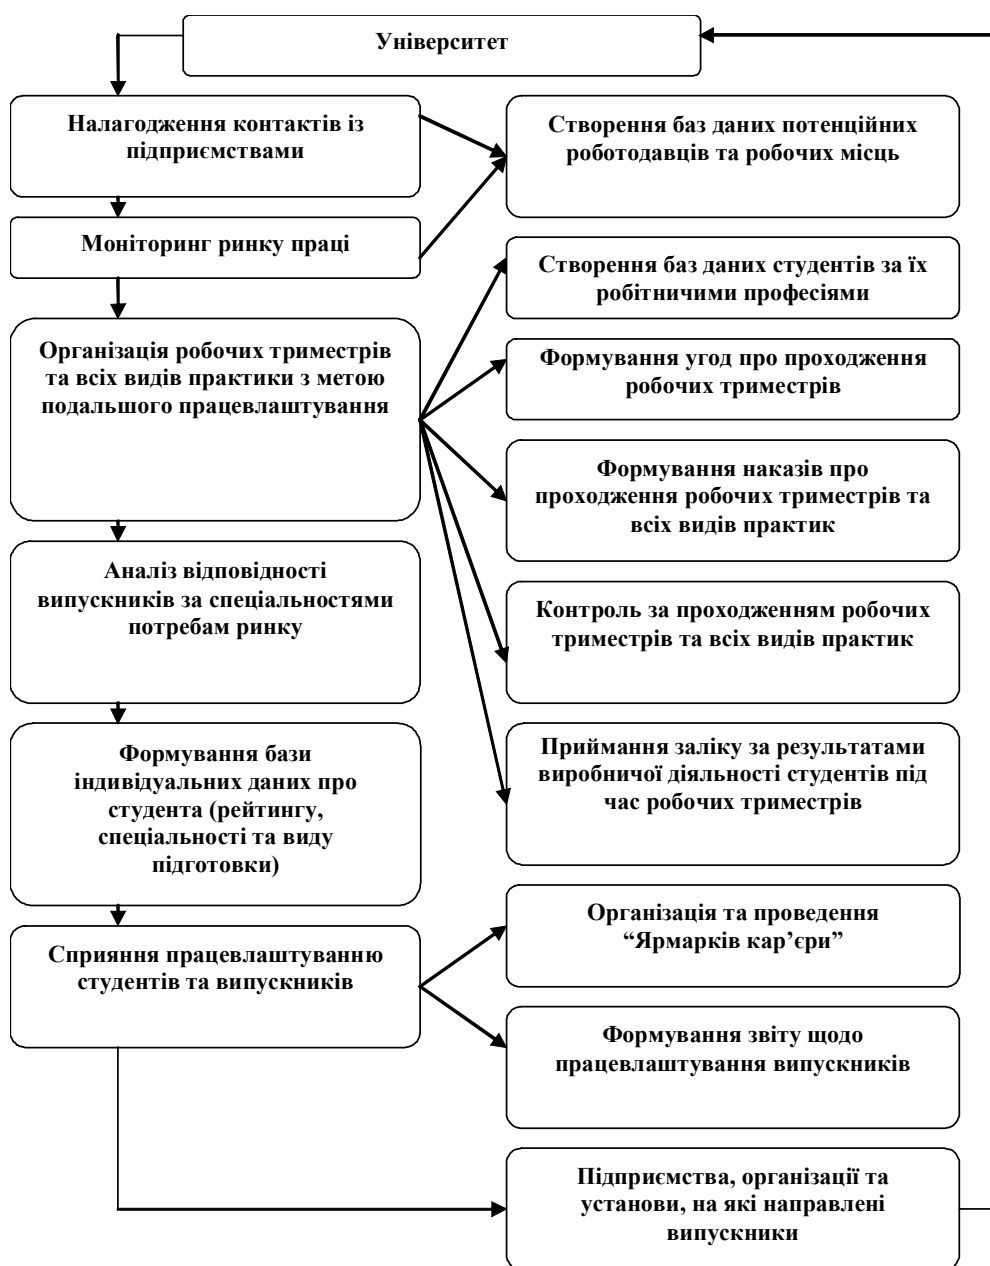 Університет
Налагодження контактів із
підприємствами
Створення баз даних потенційних
роботодавців та робочих місць
Моніторинг ринку праці
Створення баз даних студентів за їх
робітничими професіями
Організація робочих триместрів
та всіх видів практики з метою
подальшого працевлаштування
Формування угод про проходження
робочих триместрів
Формування наказів про
проходження робочих триместрів та
всіх видів практик
Аналіз відповідності
випускників за спеціальностями
потребам ринку
Контроль за проходженням робочих
триместрів та всіх видів практик
Формування бази
індивідуальних даних про
студента (рейтингу,
спеціальності та виду
підготовки)
Приймання заліку за результатами
виробничої діяльності студентів під
час робочих триместрів
Сприяння працевлаштуванню
студентів та випускників
Організація та проведення
“Ярмарків кар’єри”
Формування звіту щодо
працевлаштування випускників
Підприємства, організації та
установи, на які направлені
випускники